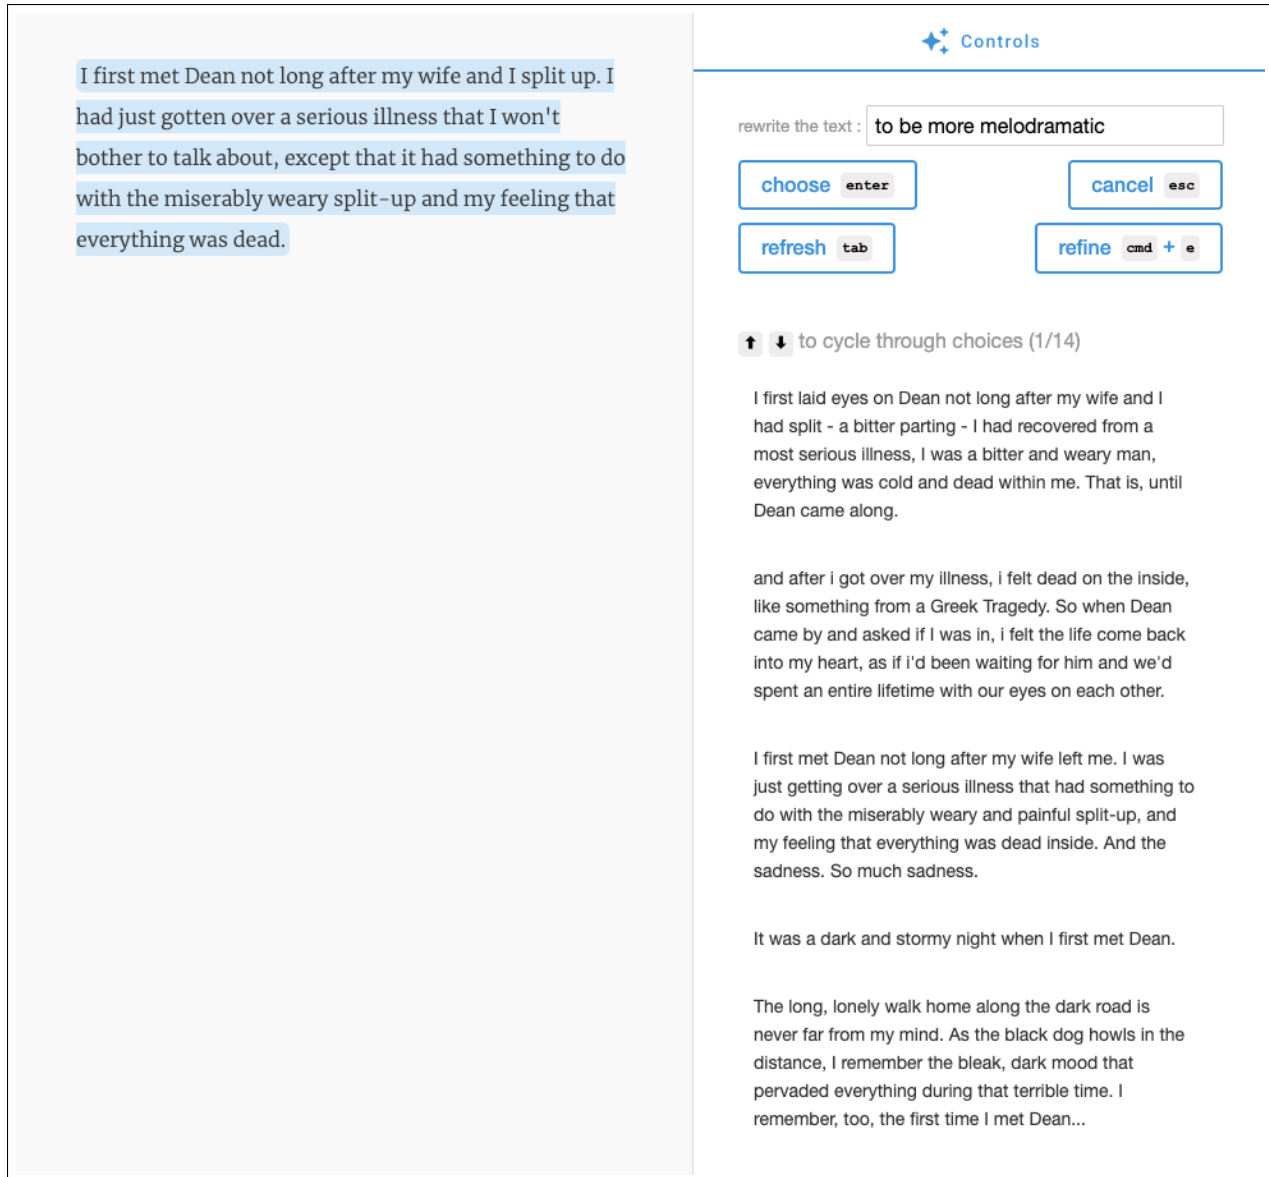 I first met Dean not long after my wife and I split up. I
had just gotten over a serious illness that I won't
bother to talk about, except that it had something to do
with the miserably weary split-up and my feeling that
everything was dead.
Controls
rewrite the text : to be more melodramatic
choose enter
cancel esc
refresh tab
refine cmd + e
⬆ ⬇ to cycle through choices (1/14)
I first laid eyes on Dean not long after my wife and I
had split - a bitter parting - I had recovered from a
most serious illness, I was a bitter and weary man,
everything was cold and dead within me. That is, until
Dean came along.
and after i got over my illness, i felt dead on the inside,
like something from a Greek Tragedy. So when Dean
came by and asked if I was in, i felt the life come back
into my heart, as if i'd been waiting for him and we'd
spent an entire lifetime with our eyes on each other.
I first met Dean not long after my wife left me. I was
just getting over a serious illness that had something to
do with the miserably weary and painful split-up, and
my feeling that everything was dead inside. And the
sadness. So much sadness.
It was a dark and stormy night when I first met Dean.
The long, lonely walk home along the dark road is
never far from my mind. As the black dog howls in the
distance, I remember the bleak, dark mood that
pervaded everything during that terrible time. I
remember, too, the first time I met Dean...